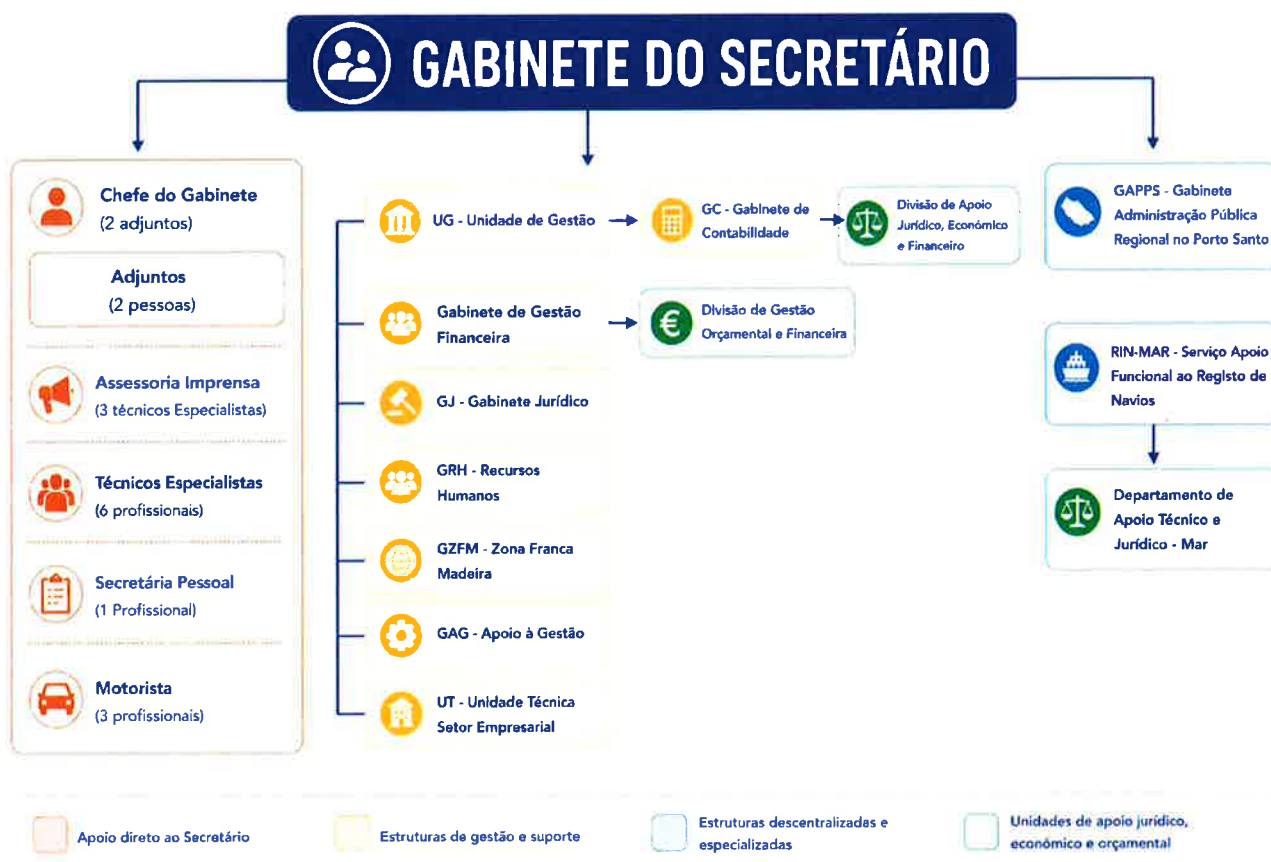 GABINETE DO SECRETÁRIO
Chefe do Gabinete
(2 adjuntos)
Adjuntos
(2 pessoas)
Assessoria Imprensa
(3 técnicos Especialistas)
Técnicos Especialistas
(6 profissionais)
Secretária Pessoal
(1 Profissional)
Motorista
(3 profissionais)
UG - Unidade de Gestão
GC - Gabinete de
Contabilidade
Divisão de Apoio
Jurídico, Económico
e Financeiro
Gabinete de Gestão
Financeira
Divisão de Gestão
Orçamental e Financeira
GJ - Gabinete Jurídico
GRH - Recursos
Humanos
GZFM - Zona Franca
Madeira
GAG - Apoio à Gestão
UT - Unidade Técnica
Setor Empresarial
GAPPS - Gabinete
Administração Pública
Regional no Porto Santo
RIN-MAR - Serviço Apoio
Funcional ao Registo de
Navios
Departamento de
Apoio Técnico e
Jurídico - Mar
Apoio direto ao Secretário
Estruturas de gestão e suporte
Estruturas descentralizadas e
especializadas
Unidades de apoio jurídico,
económico e orçamental